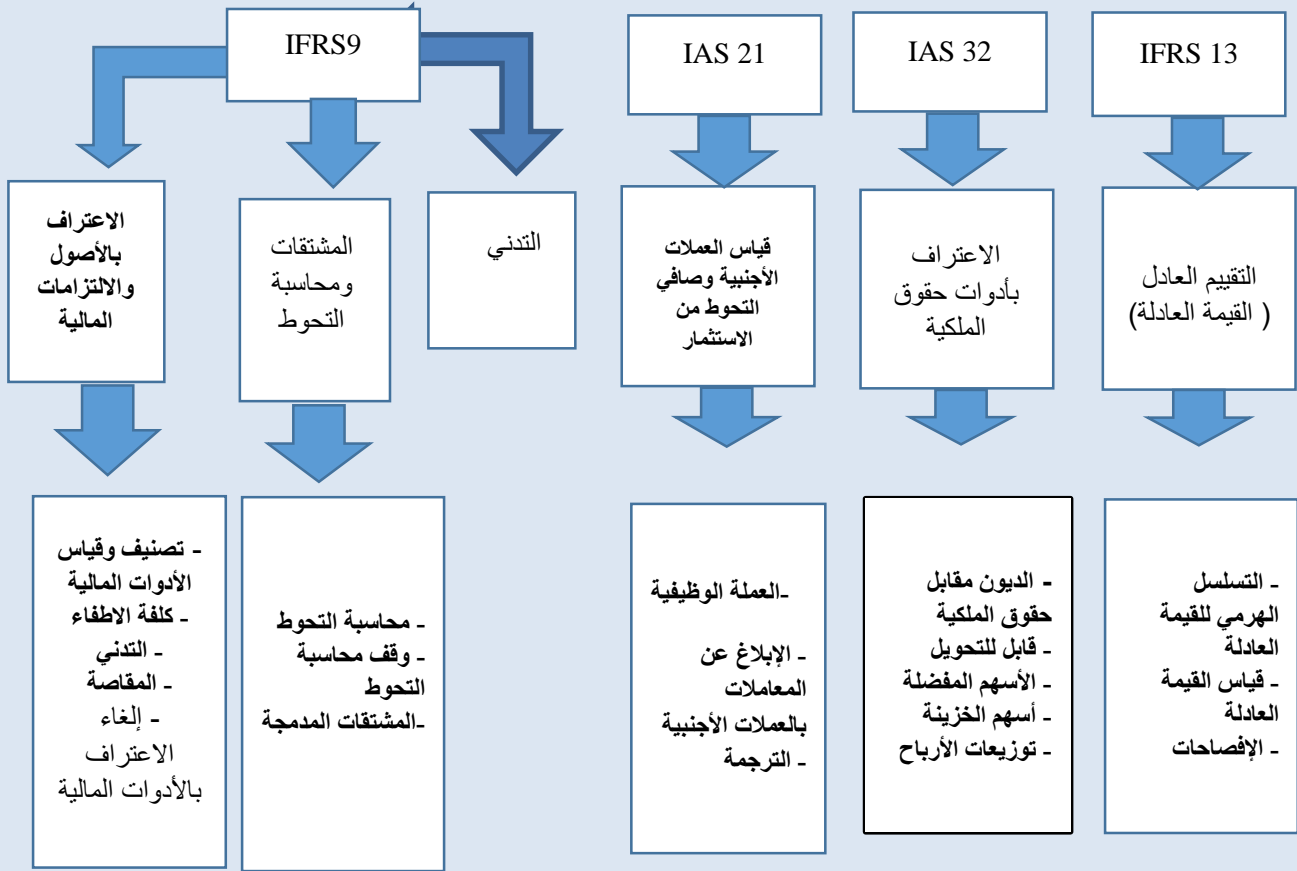 IFRS9
IAS 21
IAS 32
IFRS 13
الاعتراف
بالأصول
والالتزامات
المالية
المشتقات
ومحاسبة
التحوط
التدني
قياس العملات
الأجنبية وصافي
التحوط من
الاستثمار
الاعتراف
بأدوات حقوق
الملكية
التقييم العادل
( القيمة العادلة)
- تصنيف وقياس
الأدوات المالية
- كلفة الاطفاء
- التدني
- المقاصة
- إلغاء
الاعتراف
بالأدوات المالية
- محاسبة التحوط
- وقف محاسبة
التحوط
-المشتقات المدمجة
-العملة الوظيفية
- الإبلاغ عن
المعاملات
بالعملات الأجنبية
- الترجمة
- الديون مقابل
حقوق الملكية
- قابل للتحويل
- الأسهم المفضلة
- أسهم الخزينة
- توزيعات الأرباح
- التسلسل
الهرمي للقيمة
العادلة
- قياس القيمة
العادلة
- الإفصاحات